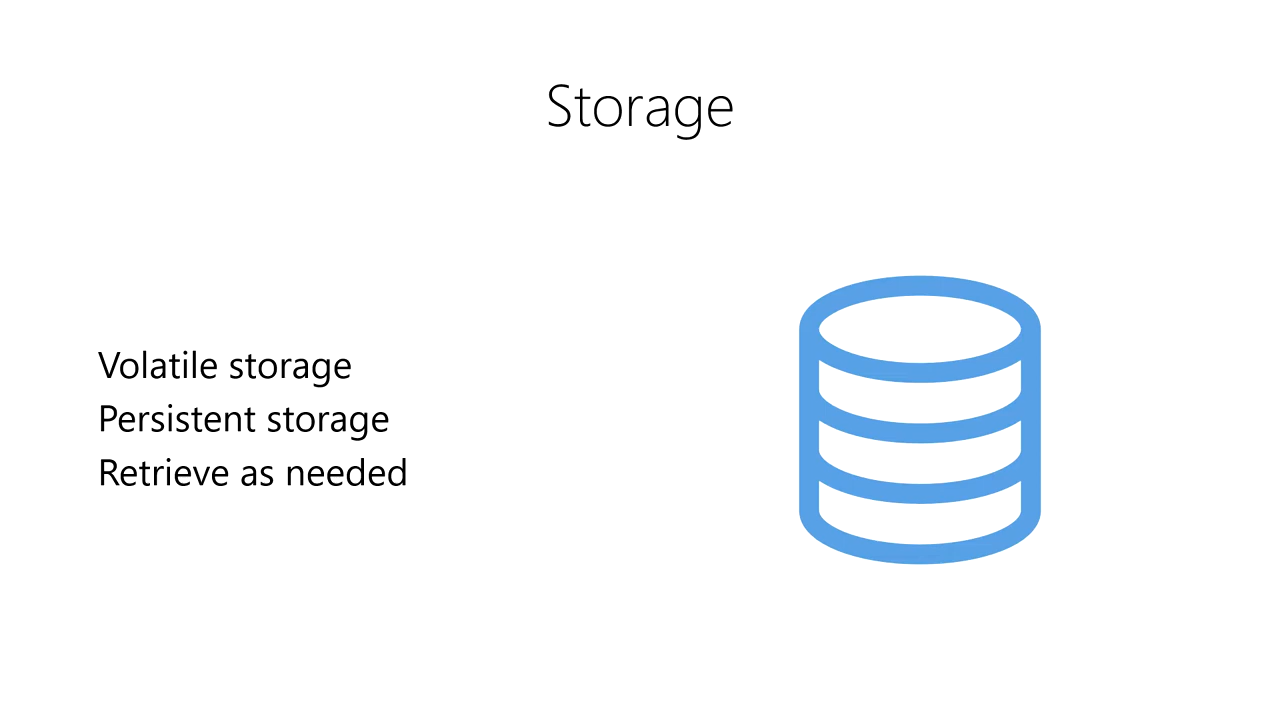 Storage
Volatile storage
Persistent storage
Retrieve as needed